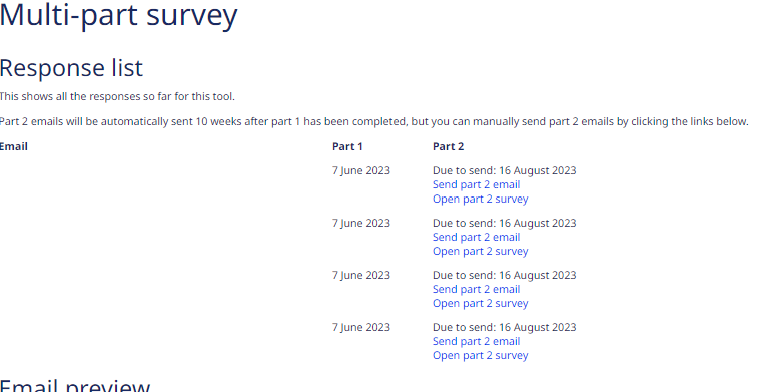 Multi-part survey
Response list
This shows all the responses so far for this tool.
Part 2 emails will be automatically sent 10 weeks after part 1 has been completed, but you can manually send part 2 emails by clicking the links below.
Email Part 1 Part 2
7 June 2023 Due to send: 16 August 2023
Send part 2 email
Open part 2 survey
7 June 2023 Due to send: 16 August 2023
Send part 2 email
Open part 2 survey
7 June 2023 Due to send: 16 August 2023
Send part 2 email
Open part 2 survey
7 June 2023 Due to send: 16 August 2023
Send part 2 email
Open part 2 survey
Email preview